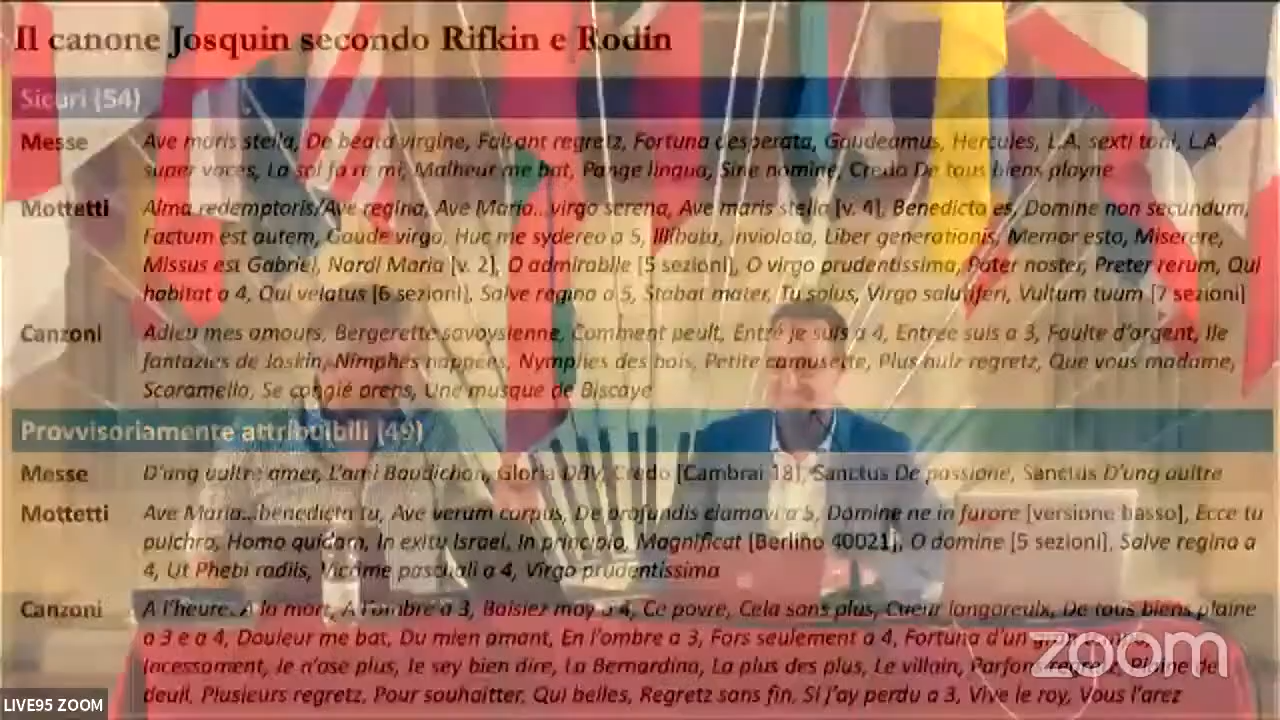 Il canone Josquin secondo Rifkin e Rodin
Sicuri (54)
Messe Ave maris stella, De beata virgine, Faisant regretz, Fortuna desperata, Gaudeamus, Hercules, L.A. sexti toni, L.A.
super voces, La sol fa re mi, Malheur me bat, Pange lingua, Sine nomine, Credo De tous biens playne
Mottetti Alma redemptoris/Ave regina, Ave Maria...virgo serena, Ave maris stella [v. 4], Benedicta es, Domine non secundum,
Factum est autem, Gaude virgo, Huc me sydereo a 5, Illibata, Inviolata, Liber generationis, Memor esto, Miserere,
Missus est Gabriel, Nardi Maria [v. 2], O admirabile [5 sezioni], O virgo prudentissima, Pater noster, Preter rerum, Qui
habitat a 4, Qui velatus [6 sezioni], Salve regina a 5, Stabat mater, Tu solus, Virgo salutiferi, Vultum tuum [7 sezioni]
Canzoni Adieu mes amours, Bergerette savoysienne, Comment peult, Entré je suis a 4, Entree suis a 3, Faulte d'argent, Ile
fantazies de Joskin, Nimphes nappées, Nymphes des bois, Petite camusette, Plus nulz regretz, Que vous madame,
Scaramello, Se congié prens, Une musque de Biscaye
Provvisoriamente attribuibili (49)
Messe D'ung aultre amer, L'ami Baudichon, Gloria DBV, Credo [Cambrai 18], Sanctus De passione, Sanctus D'ung aultre
Mottetti Ave Maria...benedicta tu, Ave verum corpus, De profundis clamavi a 5, Domine ne in furore [versione basso], Ecce tu
pulchra, Homo quidam, In exitu Israel, In principio, Magnificat [Berlino 40021], O domine [5 sezioni], Salve regina a
4, Ut Phebi radiis, Victime paschali a 4, Virgo prudentissima
Canzoni A l'heure, A la mort, A l'ombre a 3, Baisiez moy a 4, Ce povre, Cela sans plus, Cueur langoreulx, De tous biens plaine
a 3 e a 4, Douleur me bat, Du mien amant, En l'ombre a 3, Fors seulement a 4, Fortuna d'un
Incessament, Je n'ose plus, Je sey bien dire, La Bernardina, La plus des plus, Le villain, Parfons regretz, Plaine de
deuil, Plusieurs regretz, Pour souhaitter, Qui belles, Regretz sans fin, Si j'ay perdu a 3, Vive le roy, Vous l'arez
zoom
LIVE95 ZOOM